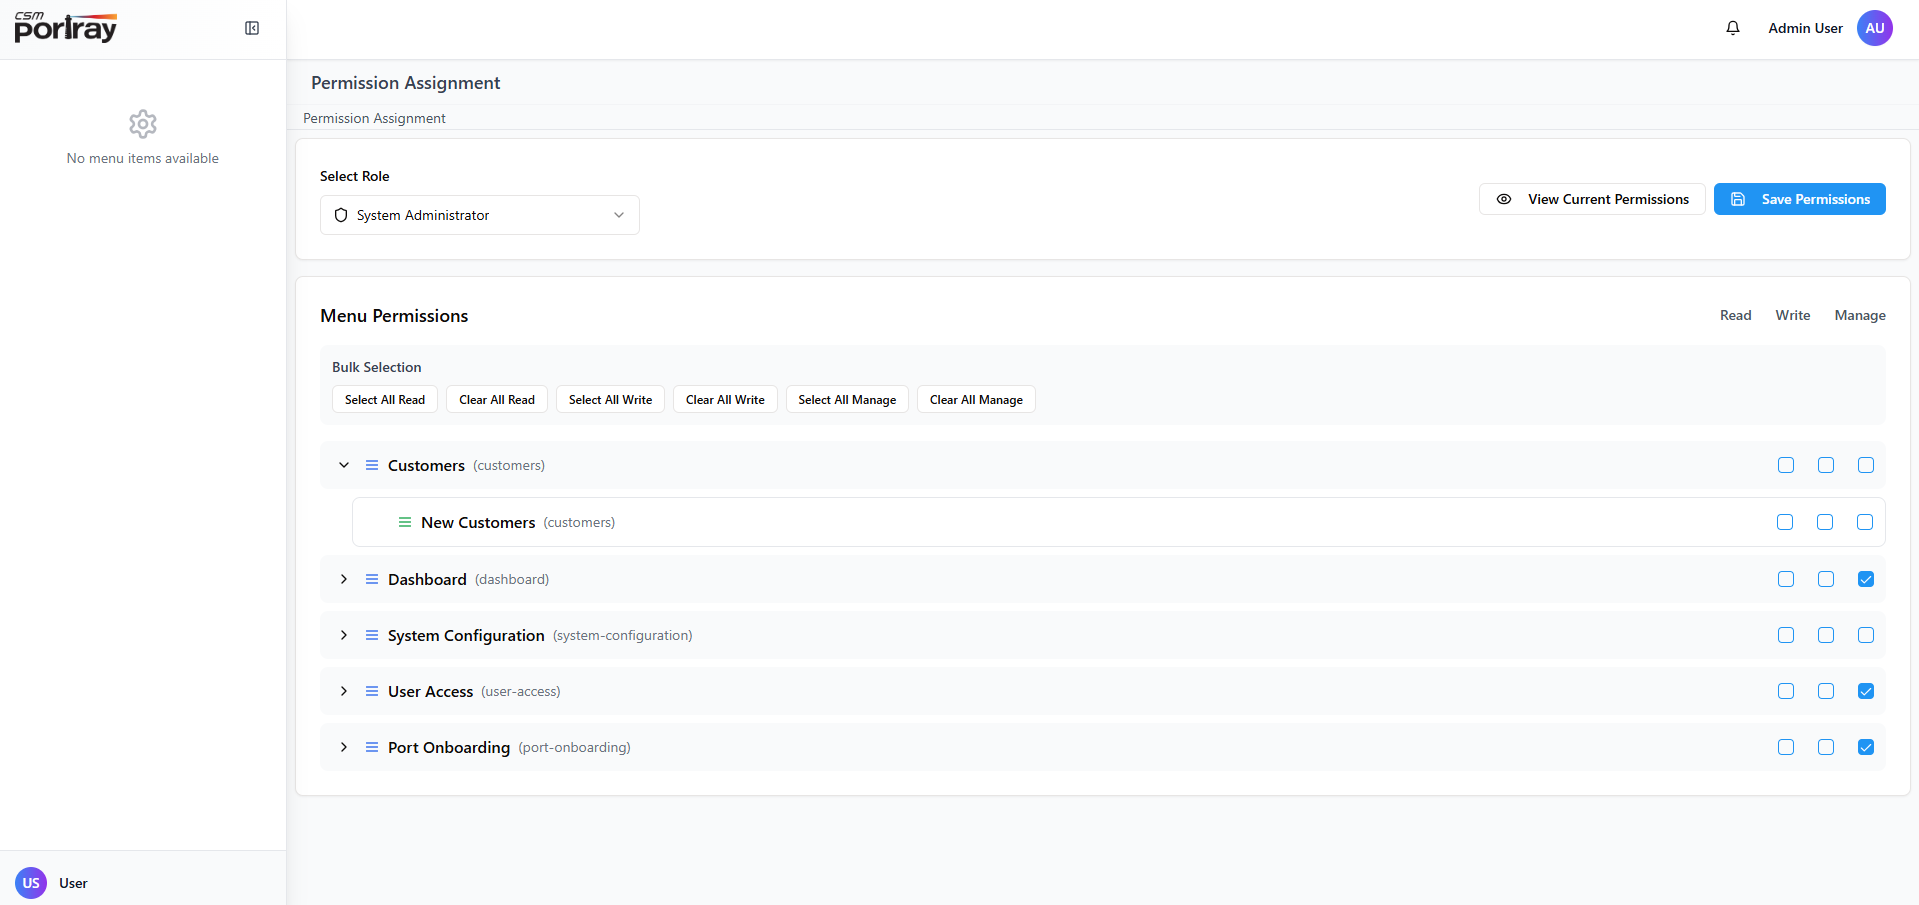 CSM
portray
Admin User
AU
Permission Assignment
Permission Assignment
No menu items available
Select Role
System Administrator
View Current Permissions
Save Permissions
Menu Permissions
Read Write Manage
Bulk Selection
Select All Read Clear All Read Select All Write Clear All Write Select All Manage Clear All Manage
Customers (customers)
New Customers (customers)
Dashboard (dashboard)
System Configuration (system-configuration)
User Access (user-access)
Port Onboarding (port-onboarding)
US User